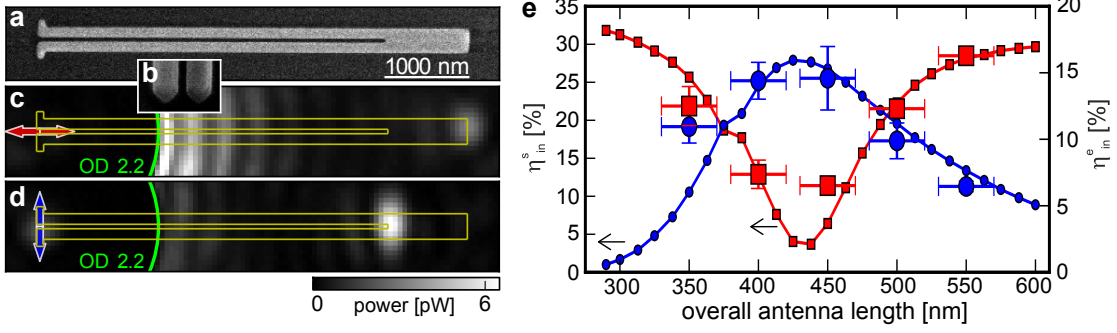 a
1000 nm
b
c
OD 2.2
d
OD 2.2
0 power [pW] 6
e
35
30
25
20
15
10
5
0
η^s_in [%]
20
15
10
5
0
η^e_in [%]
300 350 400 450 500 550 600
overall antenna length [nm]